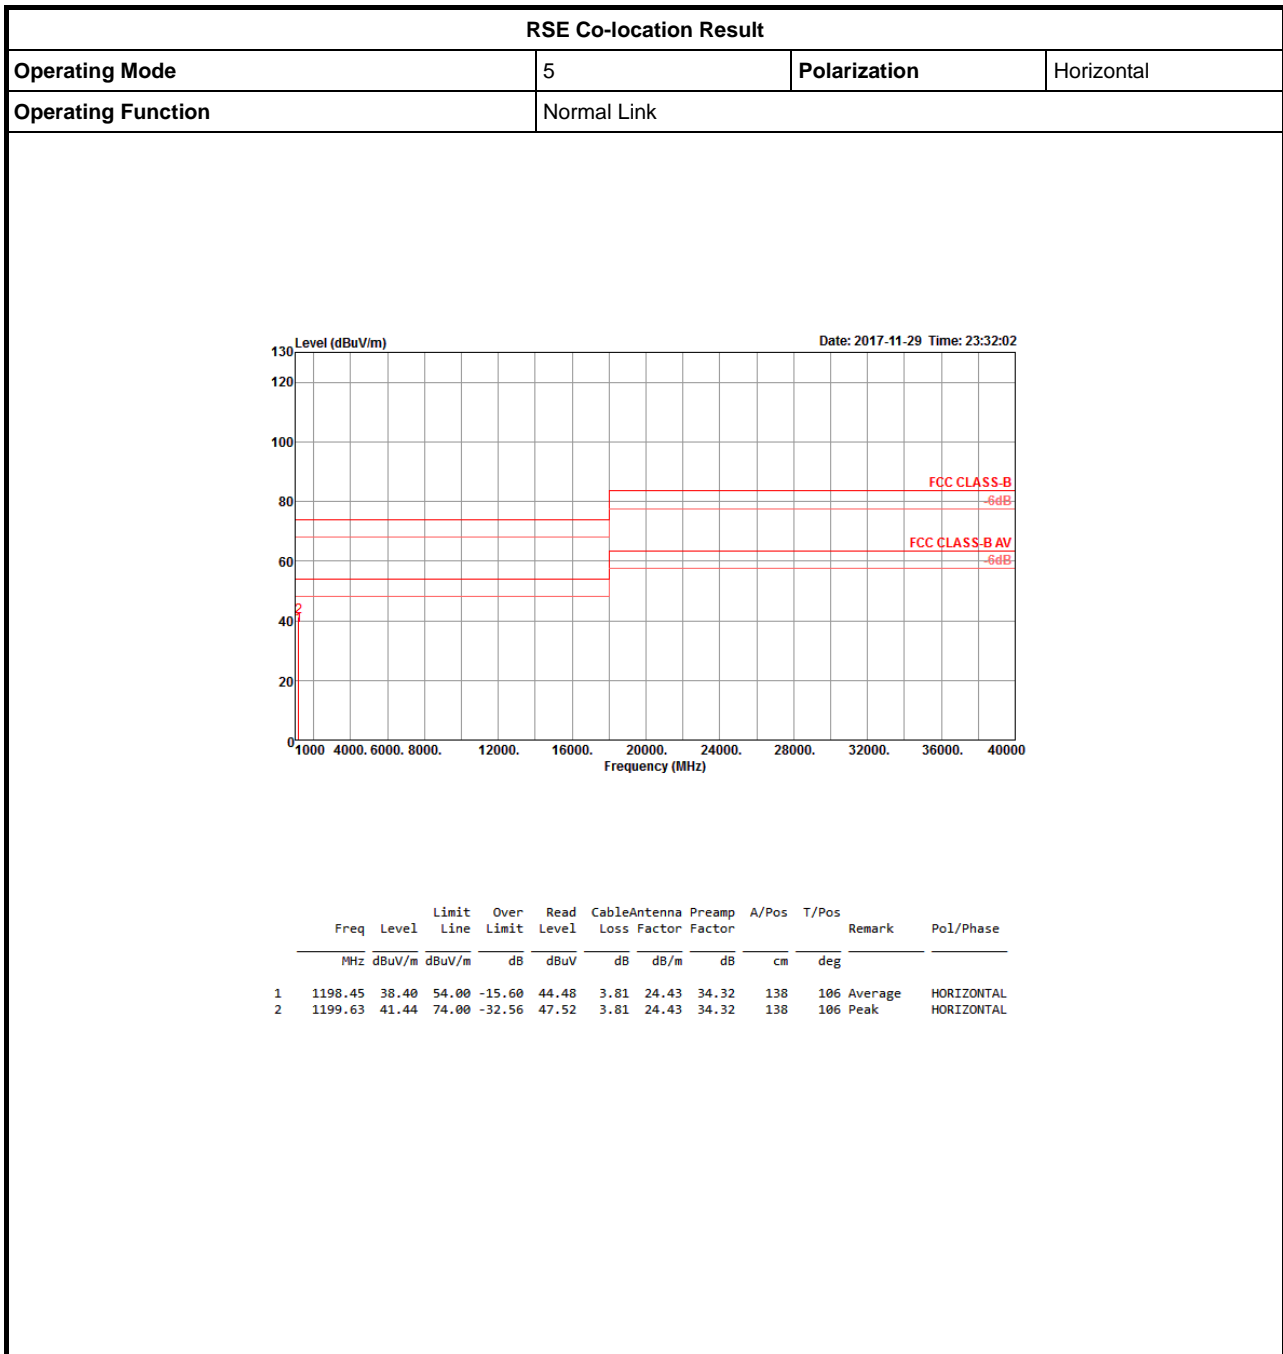 RSE Co-location Result
Operating Mode 5 Polarization Horizontal
Operating Function Normal Link
Level (dBuV/m) Date: 2017-11-29 Time: 23:32:02
130
120
100
FCC CLASS-B
80 -6dB
FCC CLASS-B AV
60 -6dB
2
1
40
20
0
1000 4000. 6000. 8000. 12000. 16000. 20000. 24000. 28000. 32000. 36000. 40000
Frequency (MHz)
Limit Over Read CableAntenna Preamp A/Pos T/Pos
Freq Level Line Limit Level Loss Factor Factor Remark Pol/Phase
MHz dBuV/m dBuV/m dB dBuV dB dB/m dB cm deg
1 1198.45 38.40 54.00 -15.60 44.48 3.81 24.43 34.32 138 106 Average HORIZONTAL
2 1199.63 41.44 74.00 -32.56 47.52 3.81 24.43 34.32 138 106 Peak HORIZONTAL